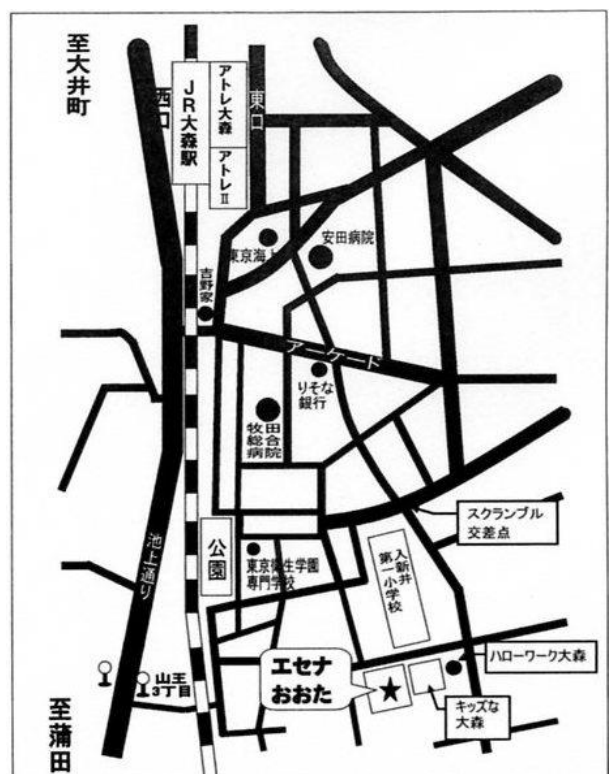 至大井町
西口
JR大森駅
アトレ大森
アトレⅡ
東口
東京海上
安田病院
吉野家
アーケード
りそな
銀行
牧田
総合
病院
スクランブル
交差点
公園
池上通り
東京衛生学園
専門学校
入新井
第一小学校
ハローワーク大森
エセナ
おおた
キッズな
大森
山王
3丁目
至蒲田